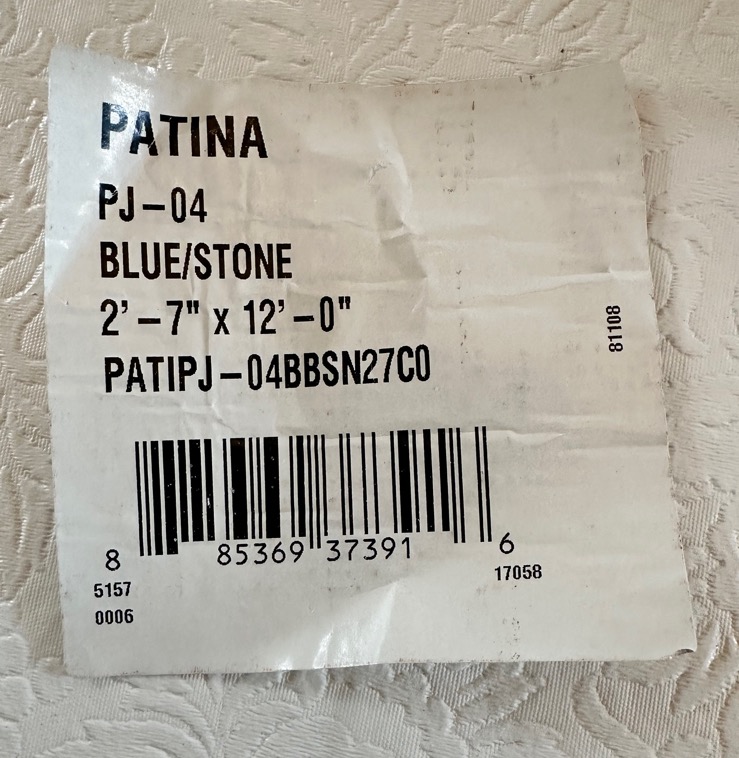 PATINA
PJ-04
BLUE/STONE
2'-7" x 12'-0"
PATIPJ-04BBSN27C0
81108
8 85369 37391 6
5157
17058
0006